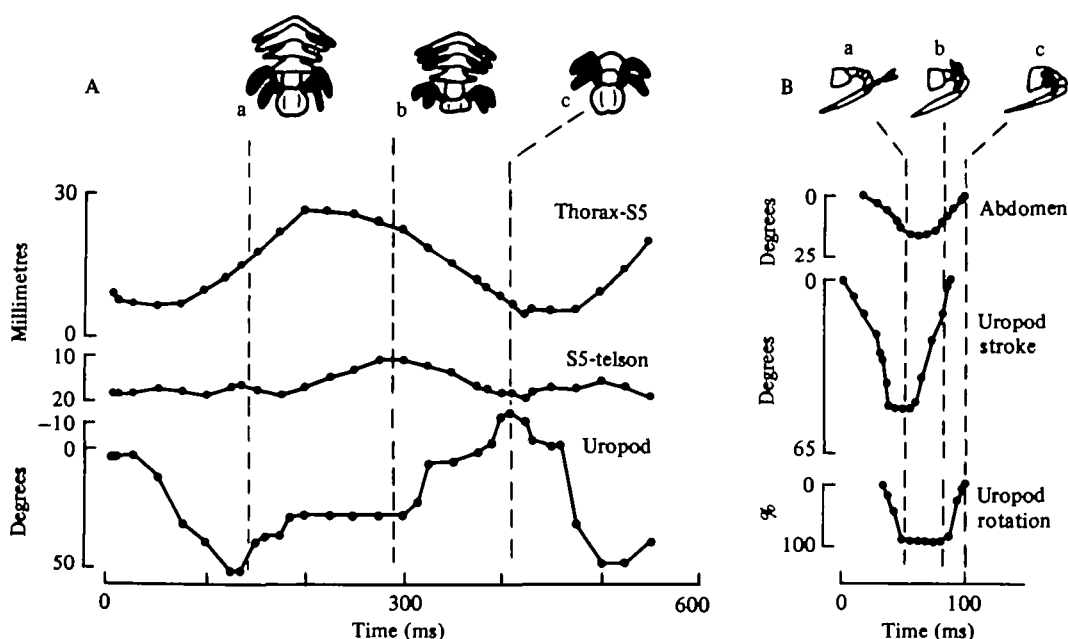 A
a
b
c
30
Millimetres
0
Thorax-S5
10
20
S5-telson
-10
0
Degrees
50
Uropod
0
300
600
Time (ms)
B
a
b
c
0
Degrees
25
Abdomen
0
Degrees
65
Uropod
stroke
0
%
100
Uropod
rotation
0
100
Time (ms)